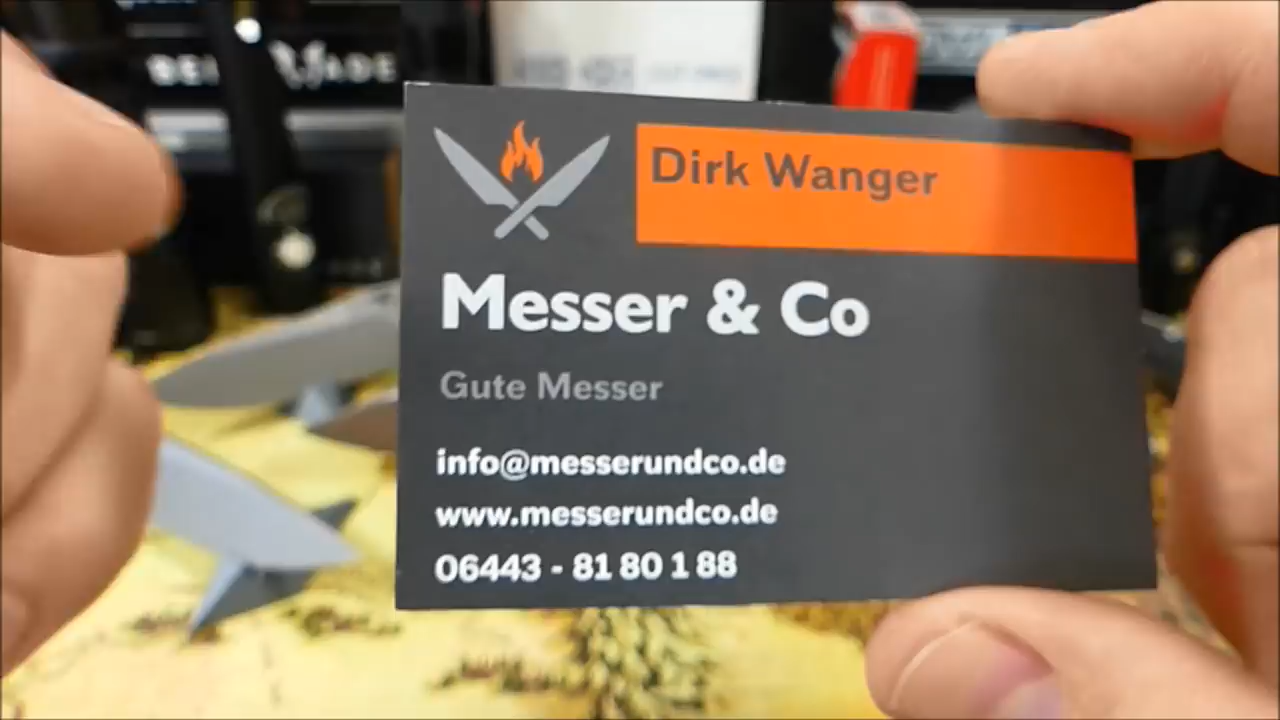 Dirk Wanger
Messer & Co
Gute Messer
info@messerundco.de
www.messerundco.de
06443 - 81 80 1 88